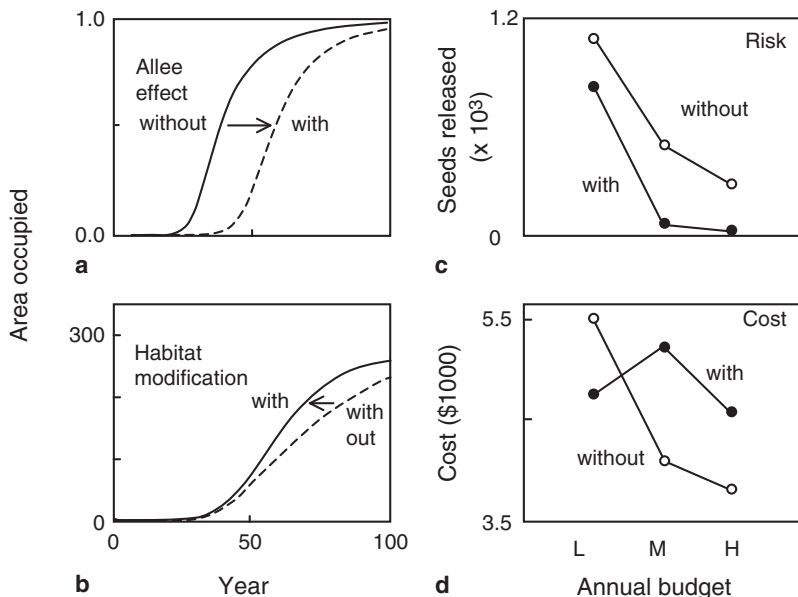 Area occupied
1.0
0.0
Allee
effect
without
with
a
300
0
Habitat
modification
with
with
out
0
50
100
b
Year
Seeds released
(x 10³)
1.2
0
Risk
without
with
c
Cost ($1000)
5.5
3.5
Cost
with
without
L
M
H
d
Annual budget